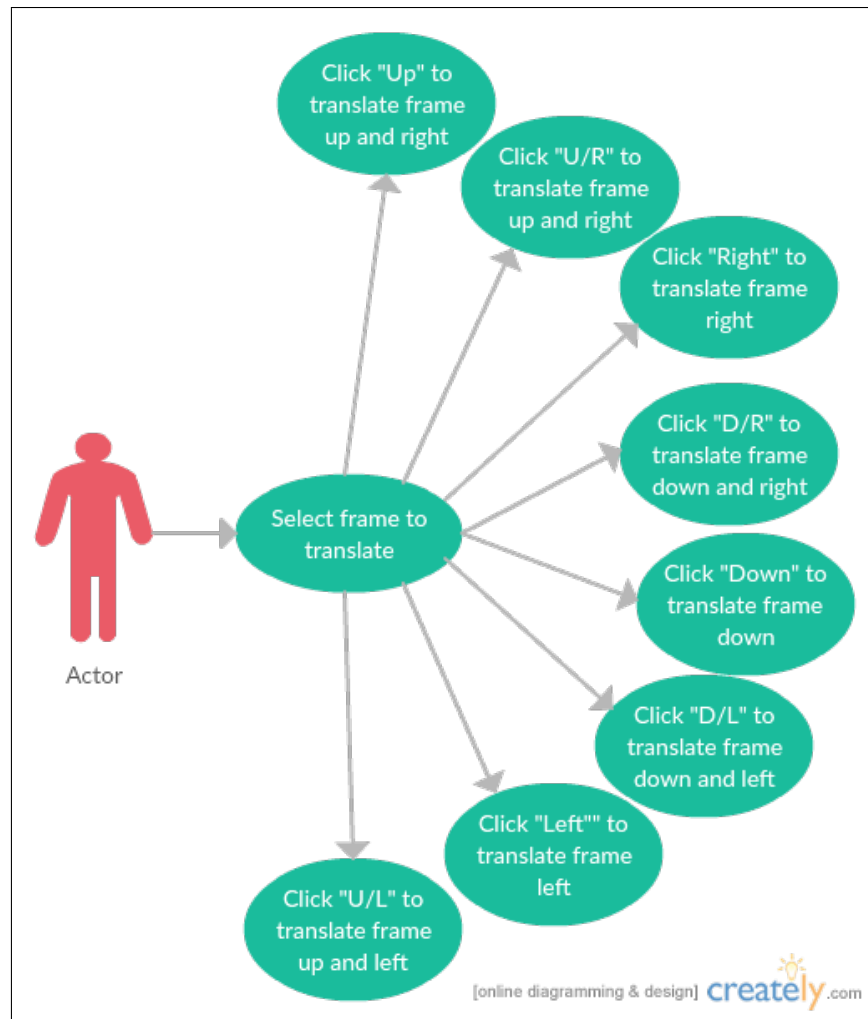 Click "Up" to
translate frame
up and right
Click "U/R" to
translate frame
up and right
Click "Right" to
translate frame
right
Click "D/R" to
translate frame
down and right
Select frame to
translate
Click "Down" to
translate frame
down
Actor
Click "D/L" to
translate frame
down and left
Click "Left"" to
translate frame
left
Click "U/L" to
translate frame
up and left
[online diagramming & design] creately.com